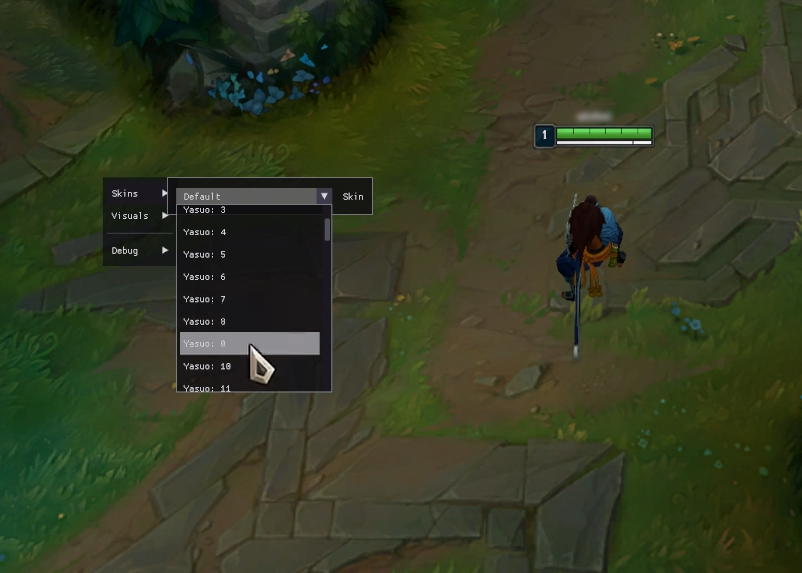 1
Skins
Default
Skin
Yasuo: 3
Visuals
Yasuo: 4
Debug
Yasuo: 5
Yasuo: 6
Yasuo: 7
Yasuo: 8
Yasuo: 0
Yasuo: 10
Yasuo: 11